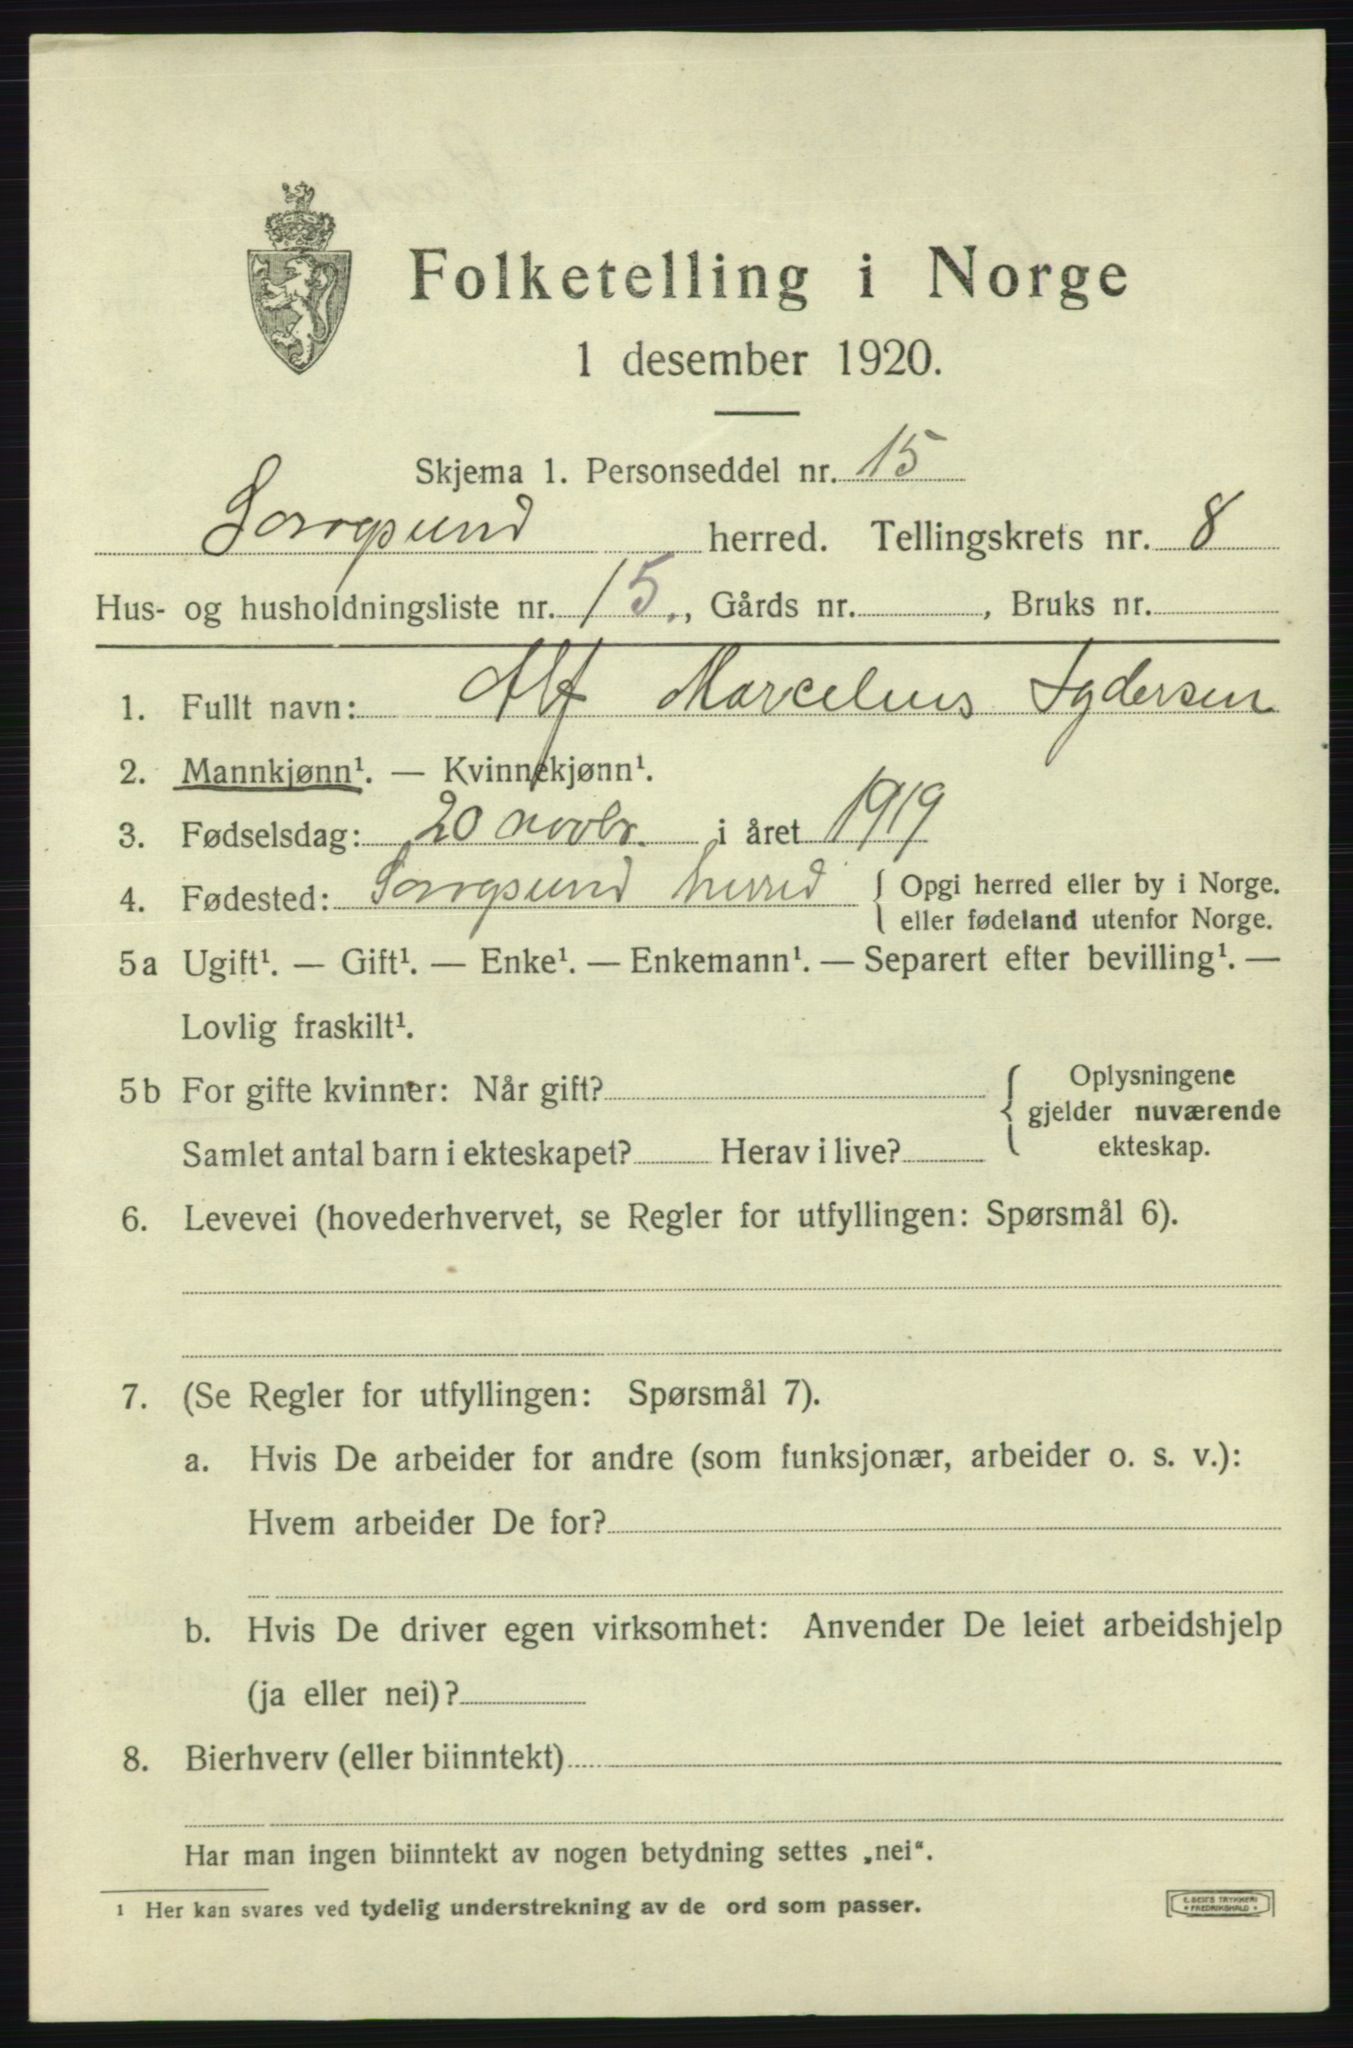 Folketelling i Norge
1 desember 1920.
Skjema 1. Personseddel nr. 15
Sørøysund herred. Tellingskrets nr. 8
Hus- og husholdningsliste nr. 15., Gårds nr. , Bruks nr.
1. Fullt navn: Alf Marcelius
2. Mannkjønn¹. — Kvinnekjønn¹.
3. Fødselsdag: 20 novbr. i året 1919
4. Fødested: Sørøysund herred { Opgi herred eller by i Norge.
eller fødeland utenfor Norge.
5a Ugift¹. — Gift¹. — Enke¹. — Enkemann¹. — Separert efter bevilling¹. —
Lovlig fraskilt¹.
5b For gifte kvinner: Når gift? { Oplysningene
gjelder nuværende
Samlet antal barn i ekteskapet? Herav i live? ekteskap.
6. Levevei (hovederhvervet, se Regler for utfyllingen: Spørsmål 6).
7. (Se Regler for utfyllingen: Spørsmål 7).
a. Hvis De arbeider for andre (som funksjonær, arbeider o. s. v.):
Hvem arbeider De for?
b. Hvis De driver egen virksomhet: Anvender De leiet arbeidshjelp
(ja eller nei)?
8. Bierhverv (eller biinntekt)
Har man ingen biinntekt av nogen betydning settes „nei“.
1 Her kan svares ved tydelig understrekning av de ord som passer.
E. SEM'S TRYKKERI
FREDRIKSHALD